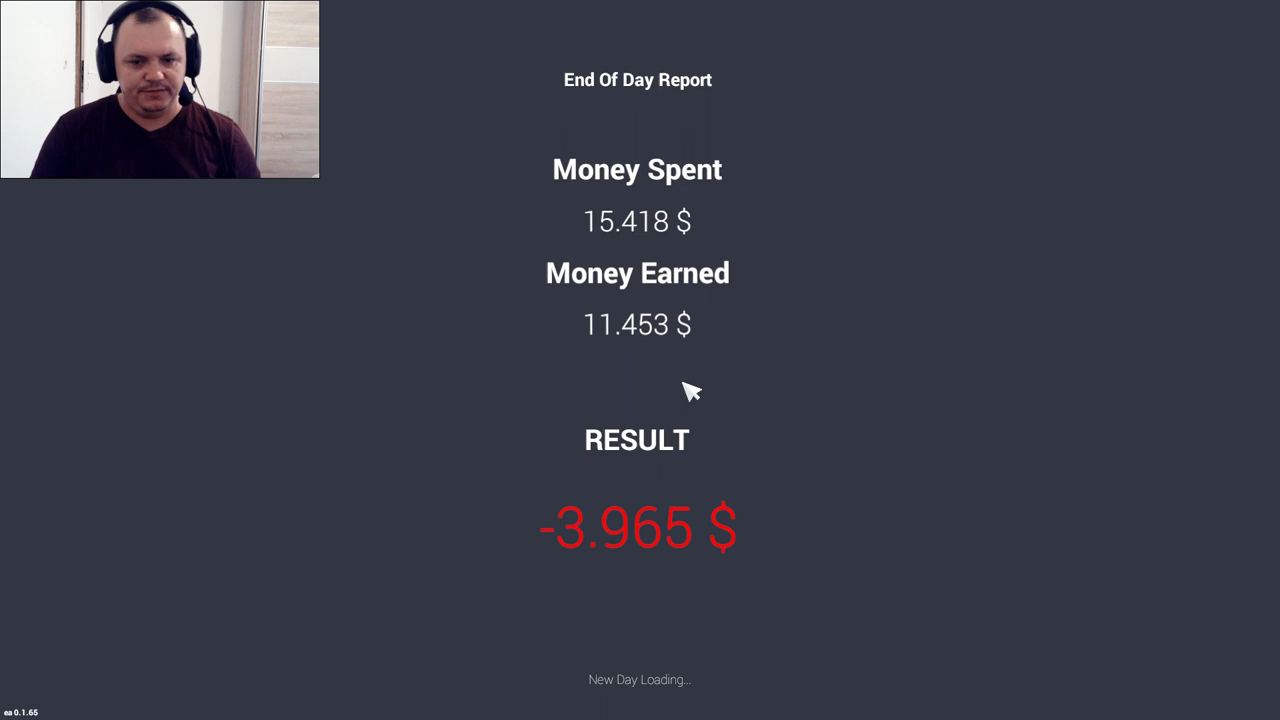 End Of Day Report
Money Spent
15.418 $
Money Earned
11.453 $
RESULT
-3.965 $
New Day Loading...
ea 0.1.65